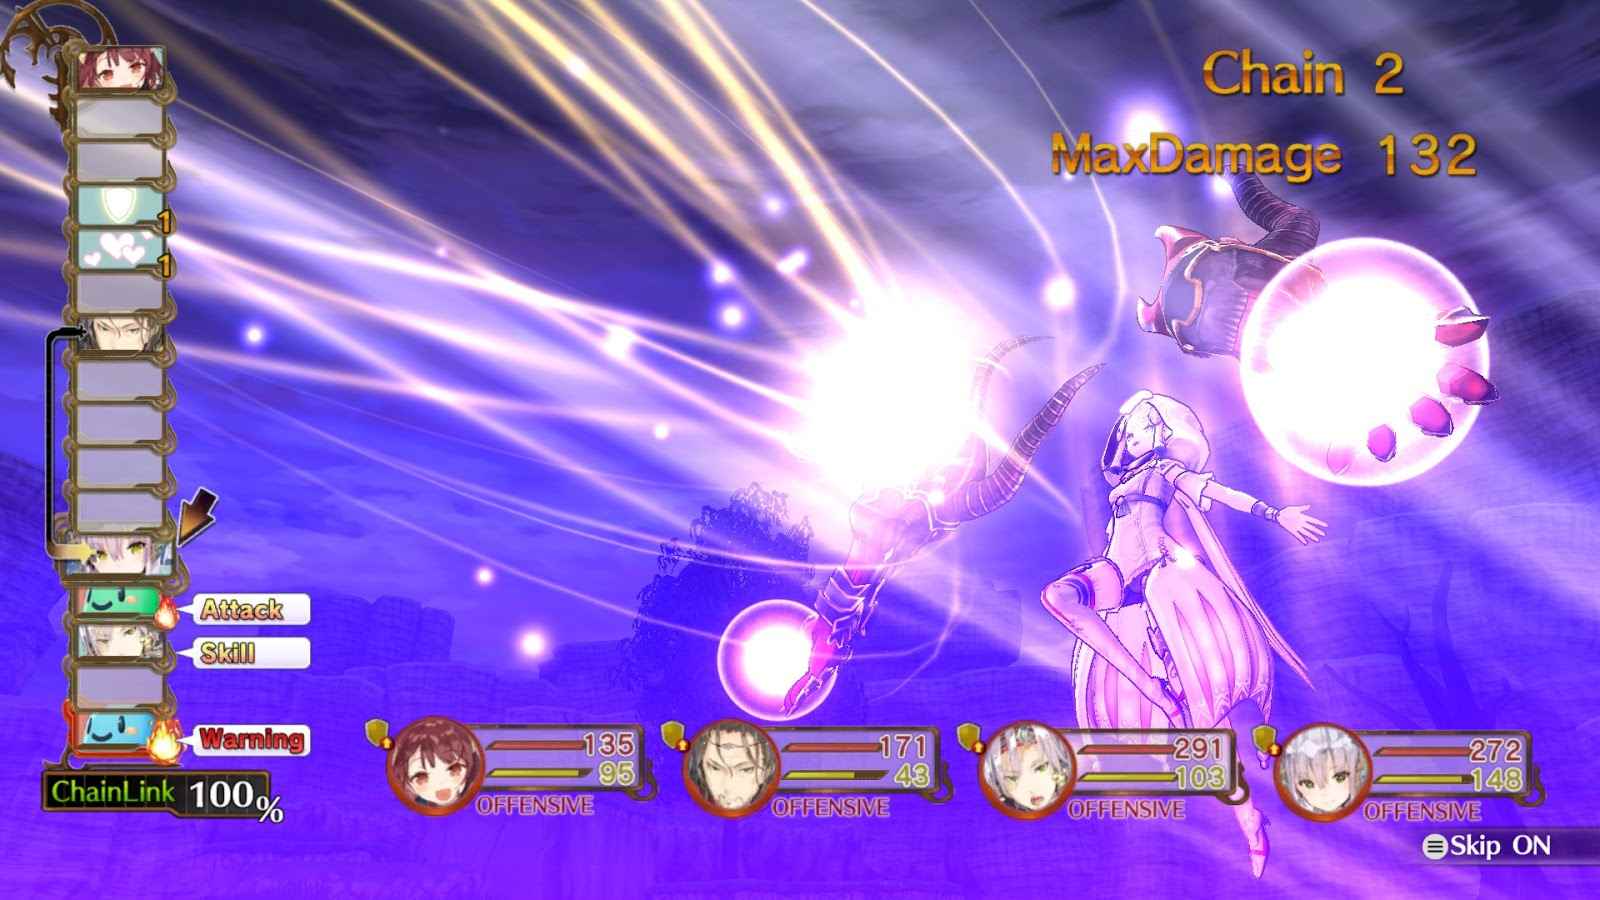 Chain 2
MaxDamage 132
1
1
Attack
Skill
Warning
ChainLink 100%
135
95
OFFENSIVE
171
43
OFFENSIVE
291
103
OFFENSIVE
272
148
OFFENSIVE
Skip ON